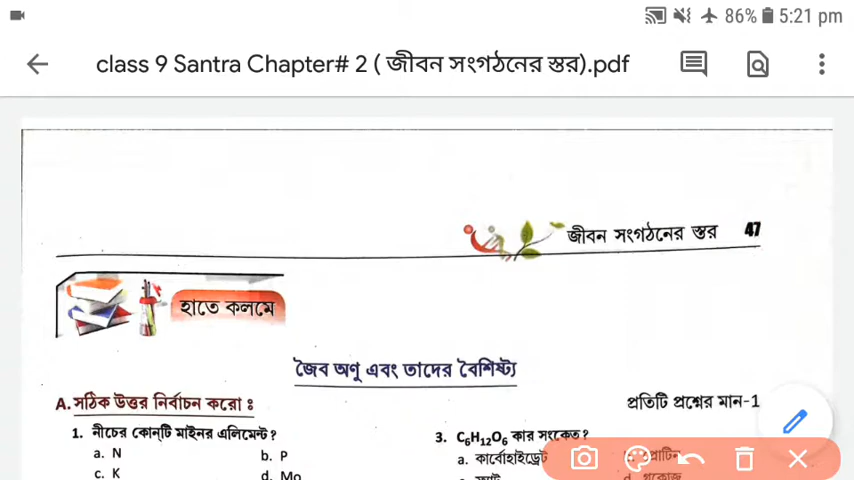 86% 5:21 pm
class 9 Santra Chapter# 2 ( জীবন সংগঠনের স্তর).pdf
জীবন সংগঠনের স্তর 47
হাতে কলমে
জৈব অণু এবং তাদের বৈশিষ্ট্য
A. সঠিক উত্তর নির্বাচন করো ঃ
প্রতিটি প্রশ্নের মান-1
1. নীচের কোন্‌টি মাইনর এলিমেন্ট?
a. N b. P
c. K d. Mo
3. C₆H₁₂O₆ কার সংকেত?
a. কার্বোহাইড্রেট প্রোটিন